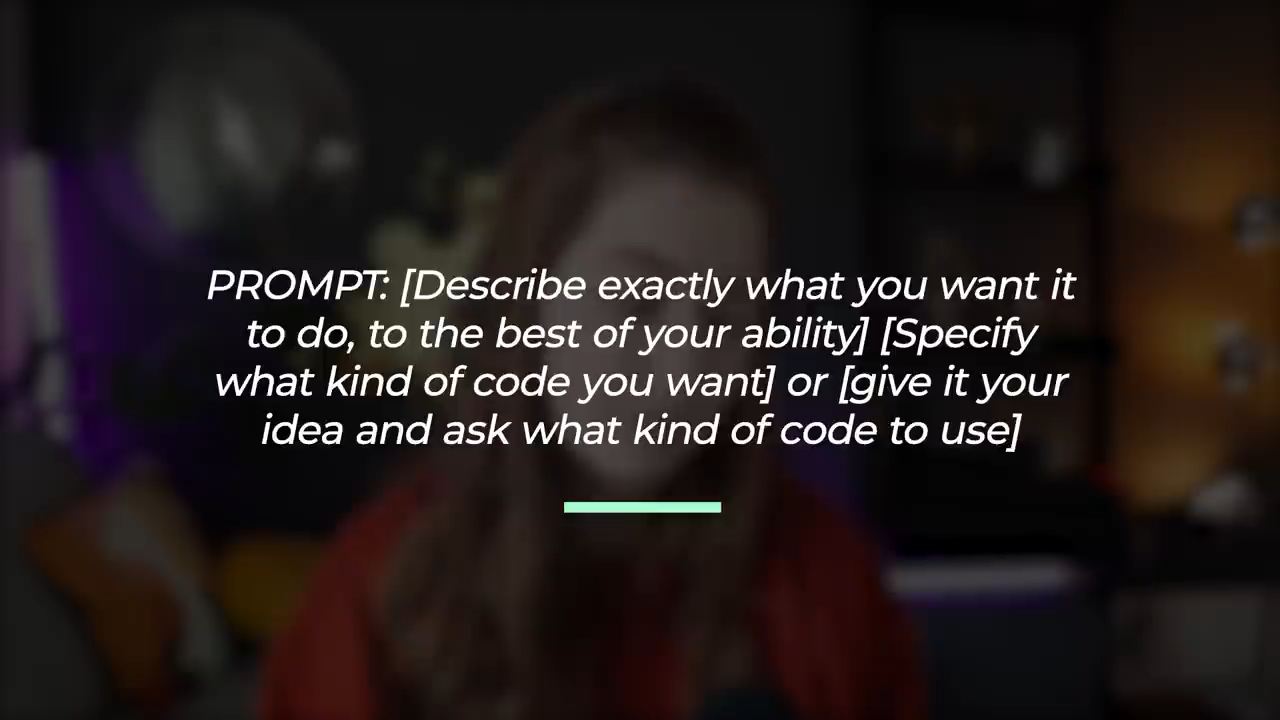 PROMPT: [Describe exactly what you want it
to do, to the best of your ability] [Specify
what kind of code you want] or [give it your
idea and ask what kind of code to use]